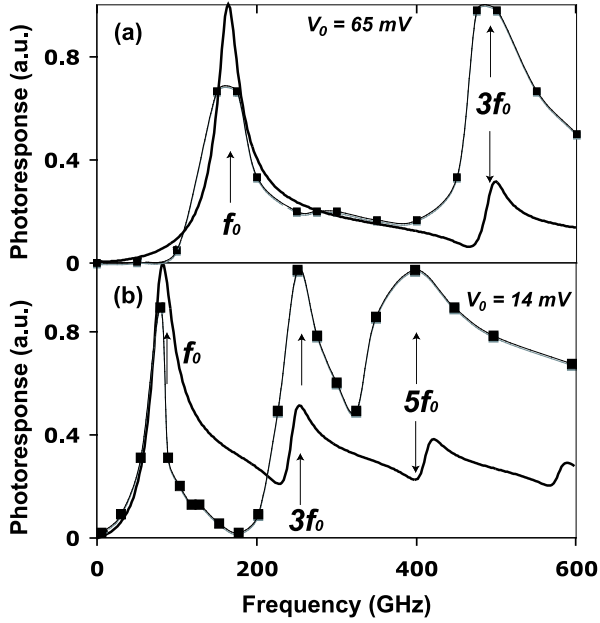 (a)
V₀ = 65 mV
Photoresponse (a.u.)
0.8
0.4
0
f₀
3f₀
(b)
V₀ = 14 mV
Photoresponse (a.u.)
0.8
0.4
0
f₀
3f₀
5f₀
0 200 400 600
Frequency (GHz)